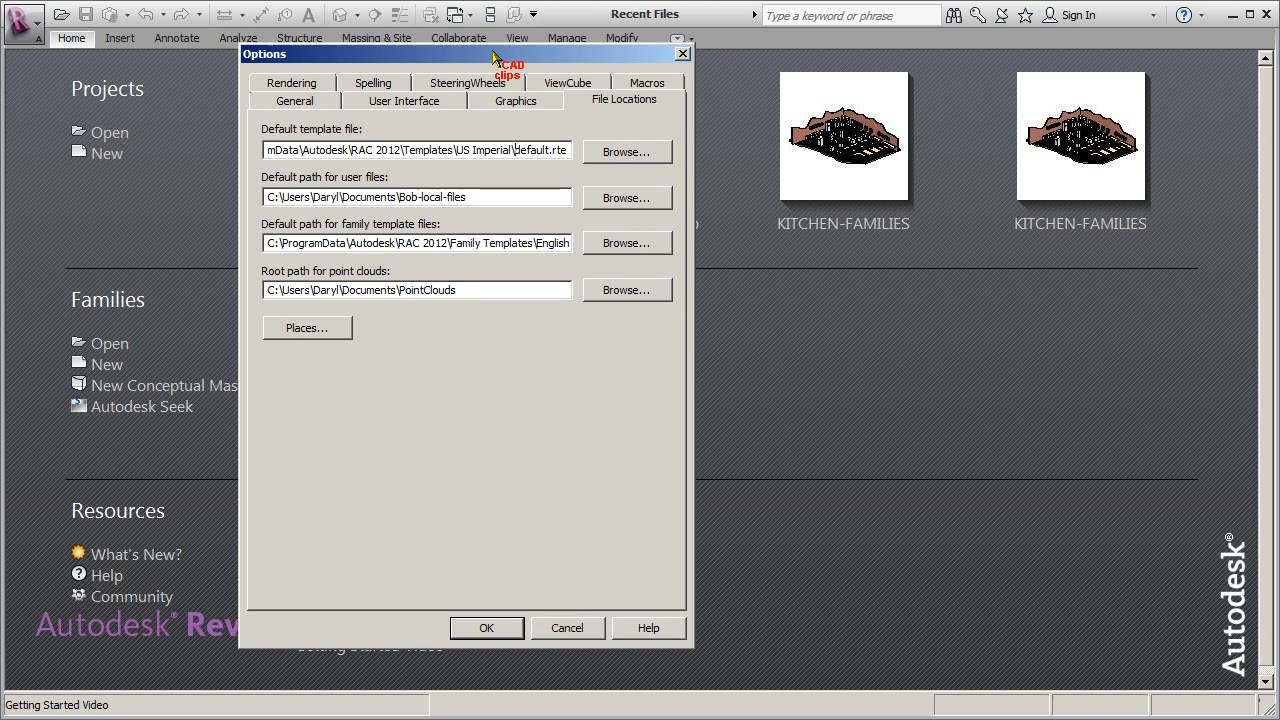 Recent Files
Type a keyword or phrase
Sign In
Home
Insert
Annotate
Analyze
Structure
Massing & Site
Collaborate
View
Manage
Modify
Options
CAD
clips
Rendering
Spelling
SteeringWheels
ViewCube
Macros
General
User Interface
Graphics
File Locations
Default template file:
mData\Autodesk\RAC 2012\Templates\US Imperial\default.rte
Browse...
Default path for user files:
C:\Users\Daryl\Documents\Bob-local-files
Browse...
Default path for family template files:
C:\ProgramData\Autodesk\RAC 2012\Family Templates\English
Browse...
Root path for point clouds:
C:\Users\Daryl\Documents\PointClouds
Browse...
Places...
OK
Cancel
Help
Projects
Open
New
KITCHEN-FAMILIES
KITCHEN-FAMILIES
Families
Open
New
New Conceptual Mas
Autodesk Seek
Resources
What's New?
Help
Community
Autodesk® Rev
Getting Started Video
Autodesk®
Getting Started Video